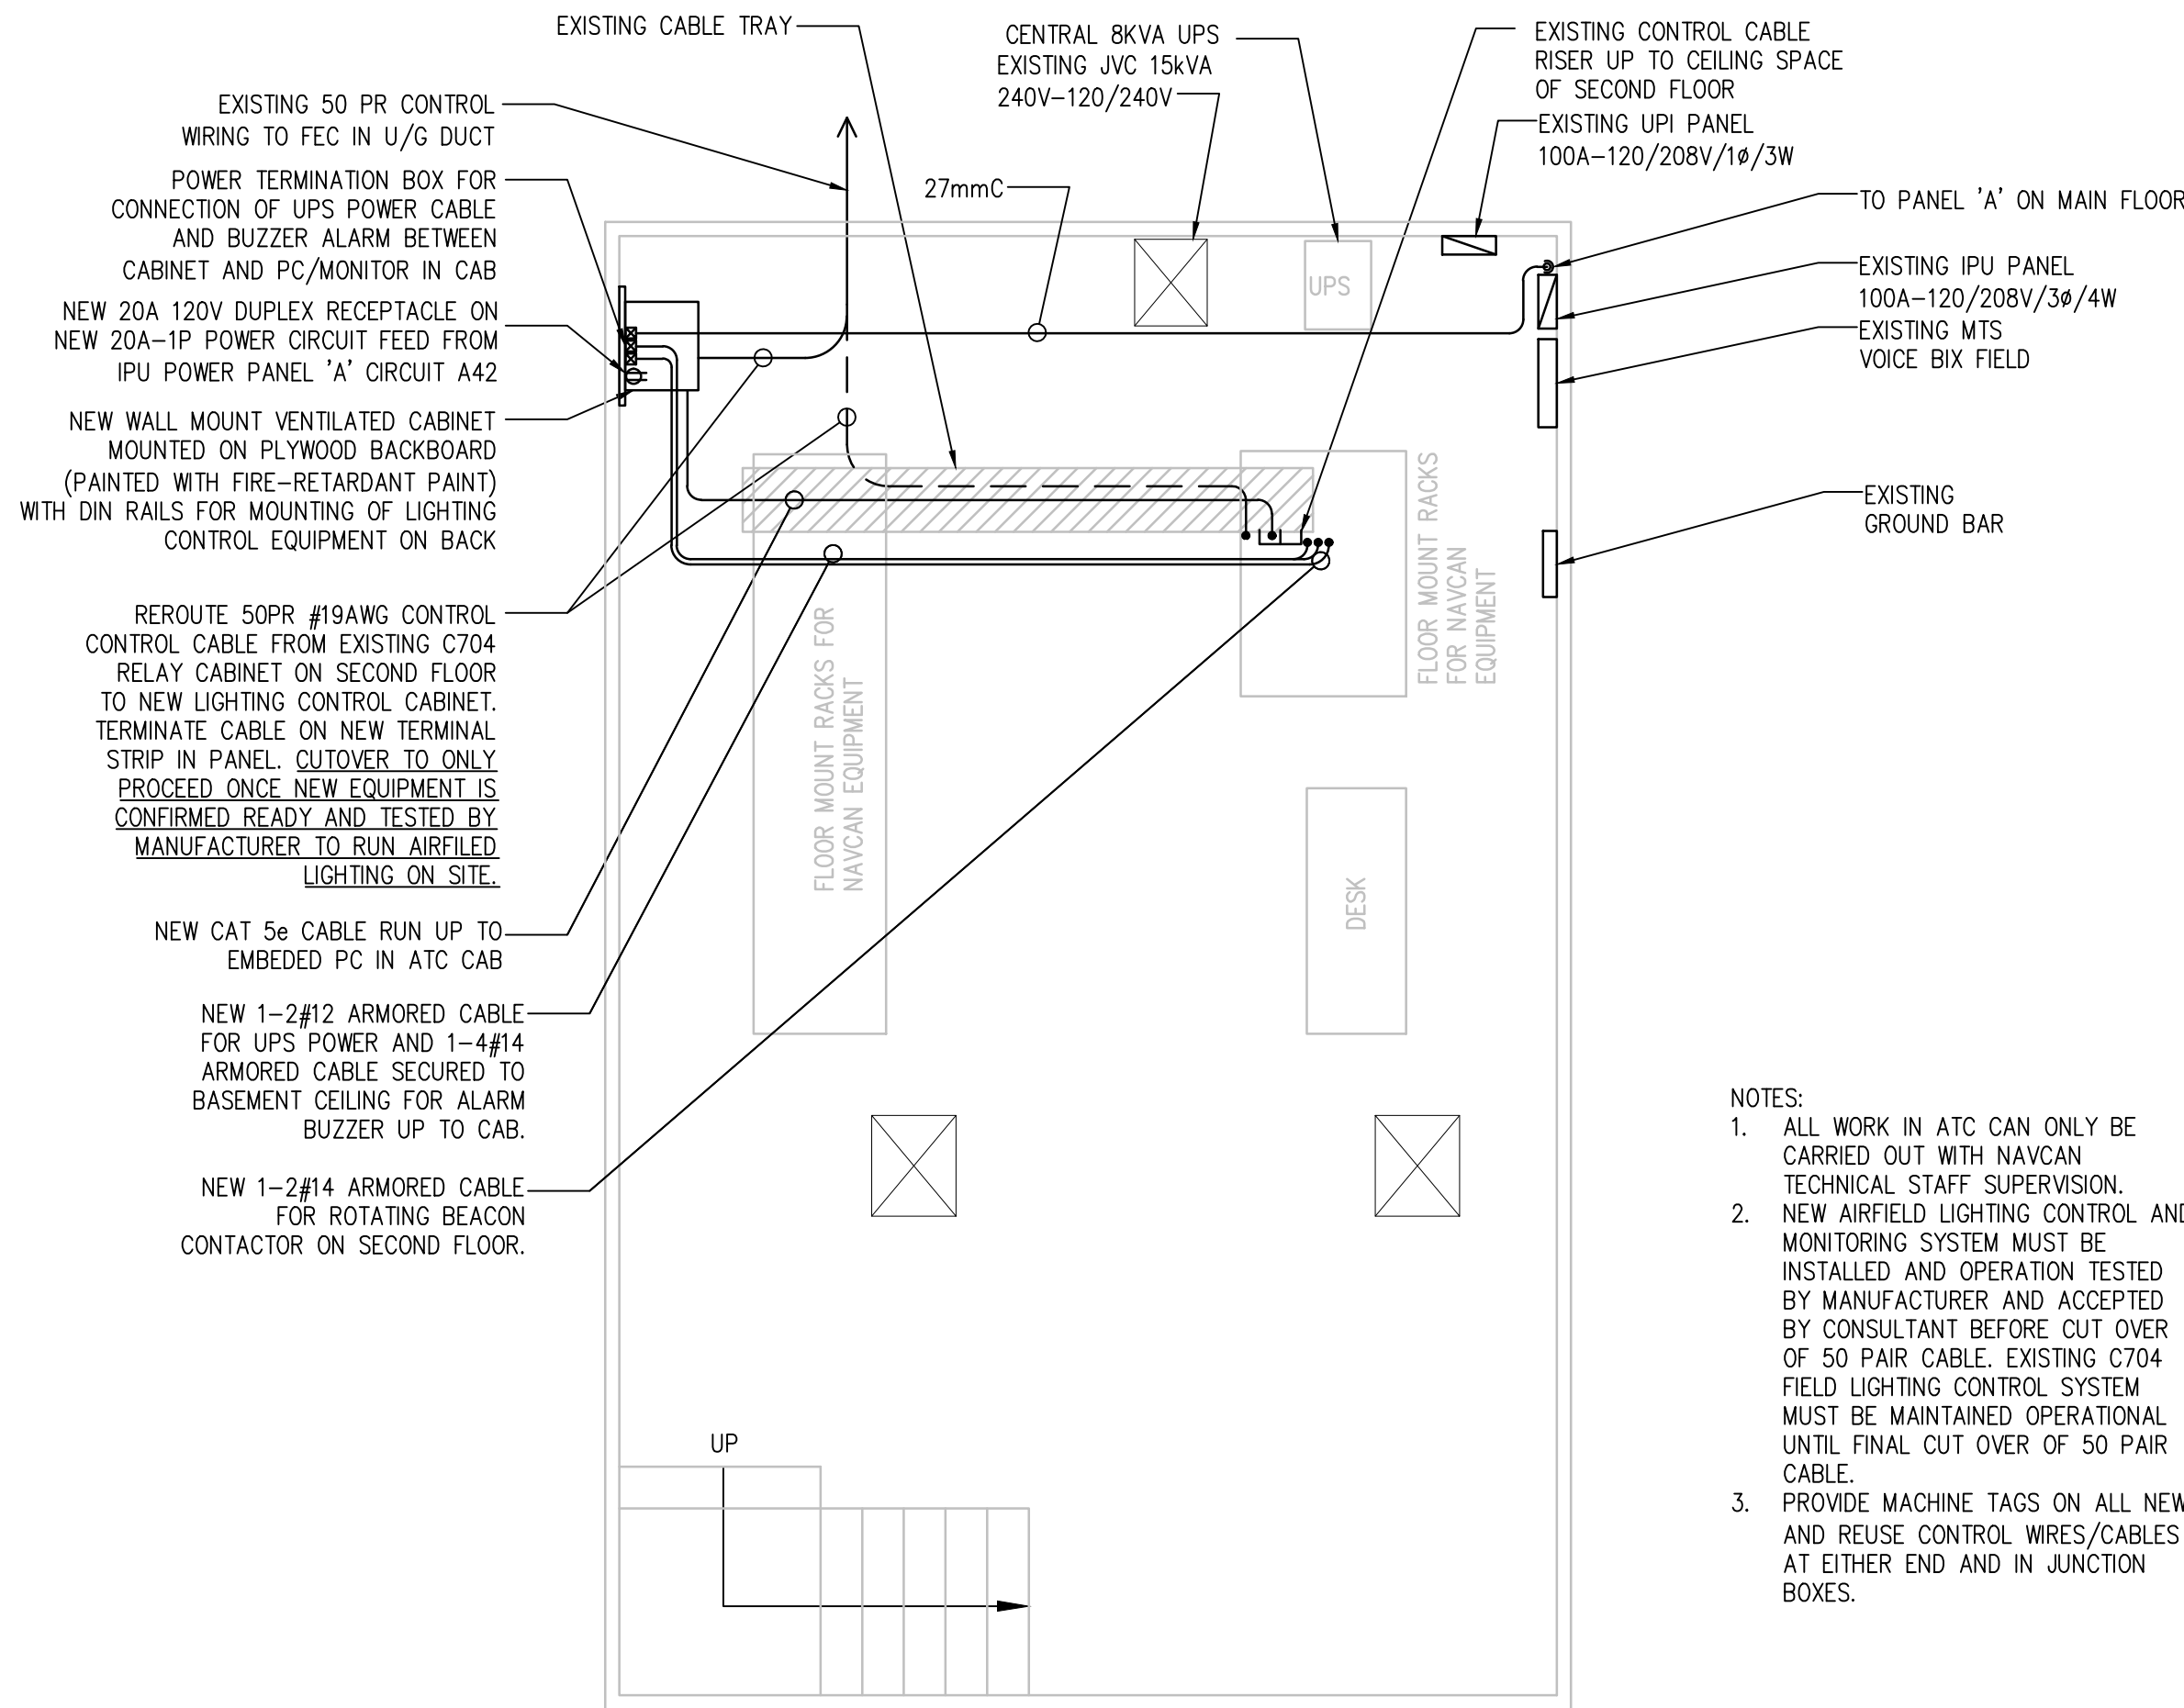 EXISTING CABLE TRAY
CENTRAL 8KVA UPS
EXISTING JVC 15kVA
240V-120/240V
EXISTING CONTROL CABLE
RISER UP TO CEILING SPACE
OF SECOND FLOOR
EXISTING UPI PANEL
100A-120/208V/1ø/3W
TO PANEL 'A' ON MAIN FLOOR
EXISTING IPU PANEL
100A-120/208V/3ø/4W
EXISTING MTS
VOICE BIX FIELD
EXISTING
GROUND BAR
EXISTING 50 PR CONTROL
WIRING TO FEC IN U/G DUCT
POWER TERMINATION BOX FOR
CONNECTION OF UPS POWER CABLE
AND BUZZER ALARM BETWEEN
CABINET AND PC/MONITOR IN CAB
NEW 20A 120V DUPLEX RECEPTACLE ON
NEW 20A-1P POWER CIRCUIT FEED FROM
IPU POWER PANEL 'A' CIRCUIT A42
NEW WALL MOUNT VENTILATED CABINET
MOUNTED ON PLYWOOD BACKBOARD
(PAINTED WITH FIRE-RETARDANT PAINT)
WITH DIN RAILS FOR MOUNTING OF LIGHTING
CONTROL EQUIPMENT ON BACK
REROUTE 50PR #19AWG CONTROL
CONTROL CABLE FROM EXISTING C704
RELAY CABINET ON SECOND FLOOR
TO NEW LIGHTING CONTROL CABINET.
TERMINATE CABLE ON NEW TERMINAL
STRIP IN PANEL. CUTOVER TO ONLY
PROCEED ONCE NEW EQUIPMENT IS
CONFIRMED READY AND TESTED BY
MANUFACTURER TO RUN AIRFILED
LIGHTING ON SITE.
NEW CAT 5e CABLE RUN UP TO
EMBEDED PC IN ATC CAB
NEW 1-2#12 ARMORED CABLE
FOR UPS POWER AND 1-4#14
ARMORED CABLE SECURED TO
BASEMENT CEILING FOR ALARM
BUZZER UP TO CAB.
NEW 1-2#14 ARMORED CABLE
FOR ROTATING BEACON
CONTACTOR ON SECOND FLOOR.
27mmC
UPS
FLOOR MOUNT RACKS FOR
NAVCAN EQUIPMENT
FLOOR MOUNT RACKS
FOR NAVCAN
EQUIPMENT
DESK
UP
NOTES:
1. ALL WORK IN ATC CAN ONLY BE
CARRIED OUT WITH NAVCAN
TECHNICAL STAFF SUPERVISION.
2. NEW AIRFIELD LIGHTING CONTROL AND
MONITORING SYSTEM MUST BE
INSTALLED AND OPERATION TESTED
BY MANUFACTURER AND ACCEPTED
BY CONSULTANT BEFORE CUT OVER
OF 50 PAIR CABLE. EXISTING C704
FIELD LIGHTING CONTROL SYSTEM
MUST BE MAINTAINED OPERATIONAL
UNTIL FINAL CUT OVER OF 50 PAIR
CABLE.
3. PROVIDE MACHINE TAGS ON ALL NEW
AND REUSE CONTROL WIRES/CABLES
AT EITHER END AND IN JUNCTION
BOXES.